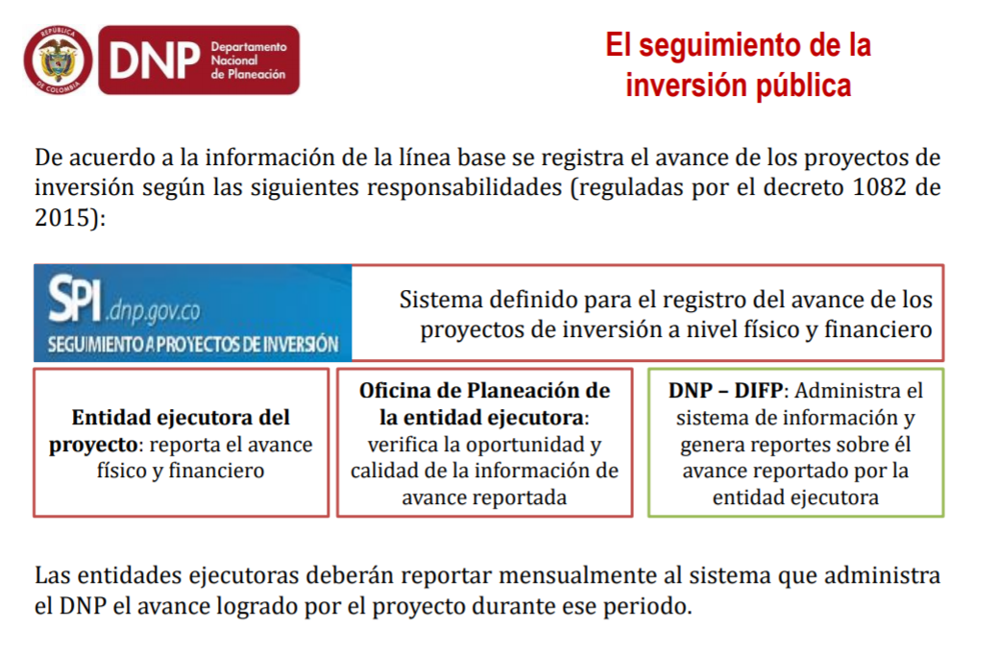 REPÚBLICA
DE COLOMBIA
DNP
Departamento
Nacional
de Planeación
El seguimiento de la
inversión pública
De acuerdo a la información de la línea base se registra el avance de los proyectos de
inversión según las siguientes responsabilidades (reguladas por el decreto 1082 de
2015):
SPI.dnp.gov.co
SEGUIMIENTO A PROYECTOS DE INVERSIÓN
Sistema definido para el registro del avance de los
proyectos de inversión a nivel físico y financiero
Entidad ejecutora del
proyecto: reporta el avance
físico y financiero
Oficina de Planeación de
la entidad ejecutora:
verifica la oportunidad y
calidad de la información de
avance reportada
DNP – DIFP: Administra el
sistema de información y
genera reportes sobre él
avance reportado por la
entidad ejecutora
Las entidades ejecutoras deberán reportar mensualmente al sistema que administra
el DNP el avance logrado por el proyecto durante ese periodo.